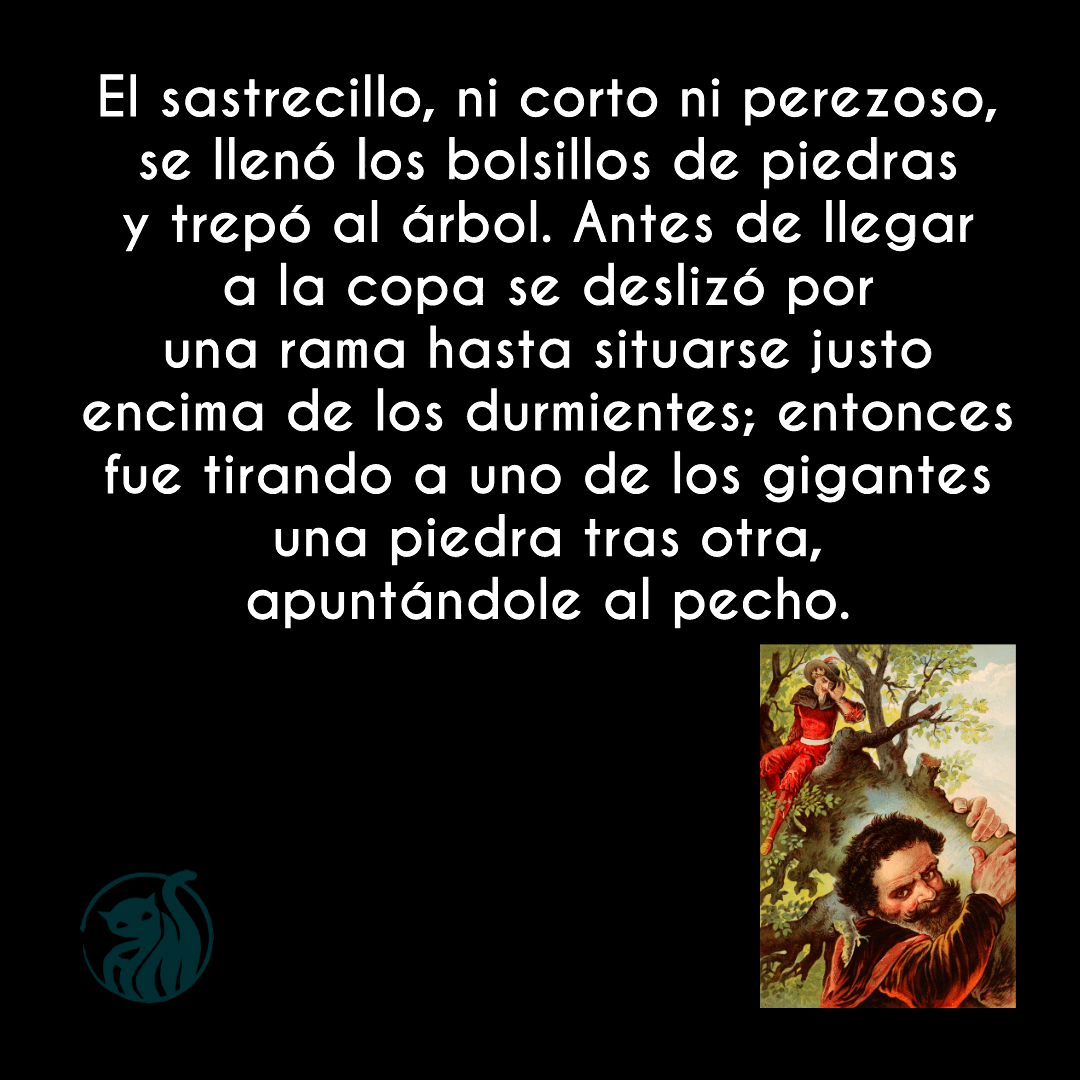 El sastrecillo, ni corto ni perezoso,
se llenó los bolsillos de piedras
y trepó al árbol. Antes de llegar
a la copa se deslizó por
una rama hasta situarse justo
encima de los durmientes; entonces
fue tirando a uno de los gigantes
una piedra tras otra,
apuntándole al pecho.